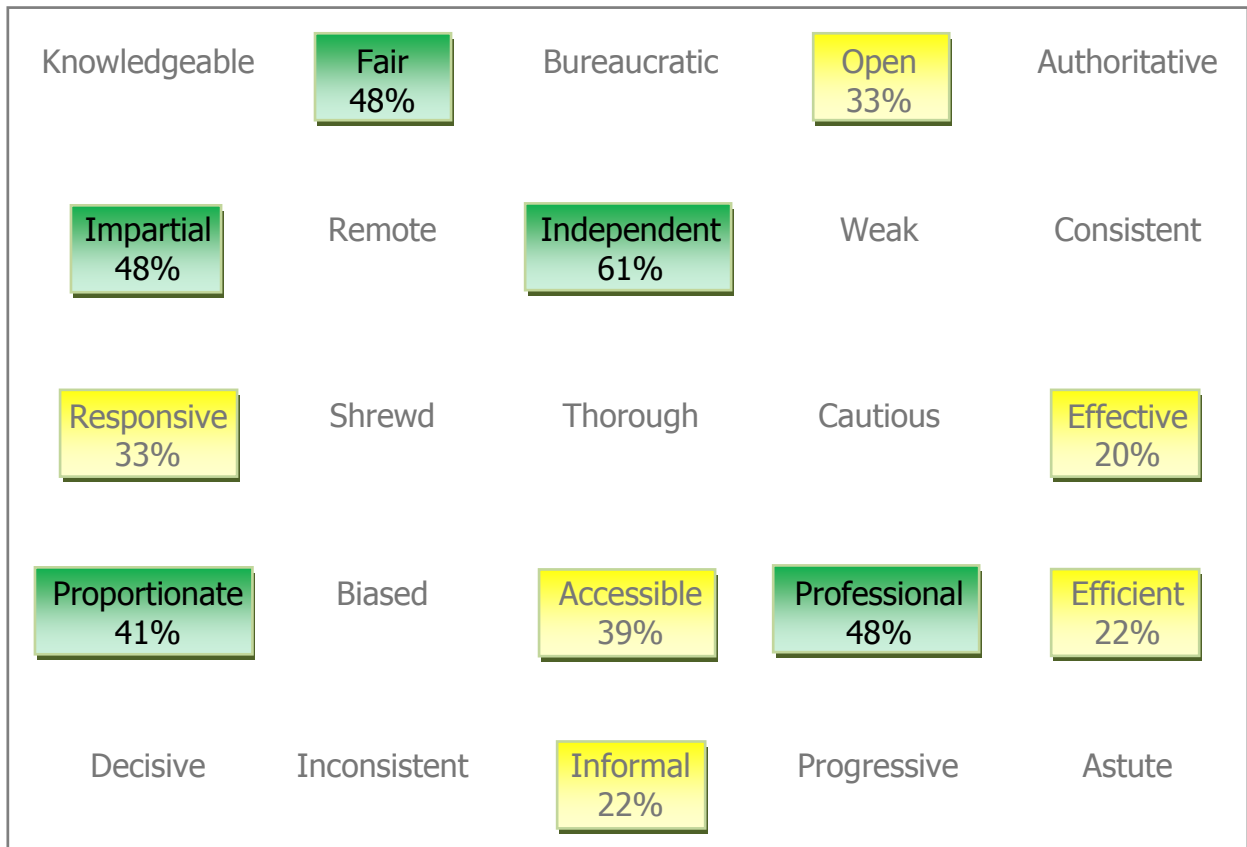 Knowledgeable
Fair
48%
Bureaucratic
Open
33%
Authoritative
Impartial
48%
Remote
Independent
61%
Weak
Consistent
Responsive
33%
Shrewd
Thorough
Cautious
Effective
20%
Proportionate
41%
Biased
Accessible
39%
Professional
48%
Efficient
22%
Decisive
Inconsistent
Informal
22%
Progressive
Astute